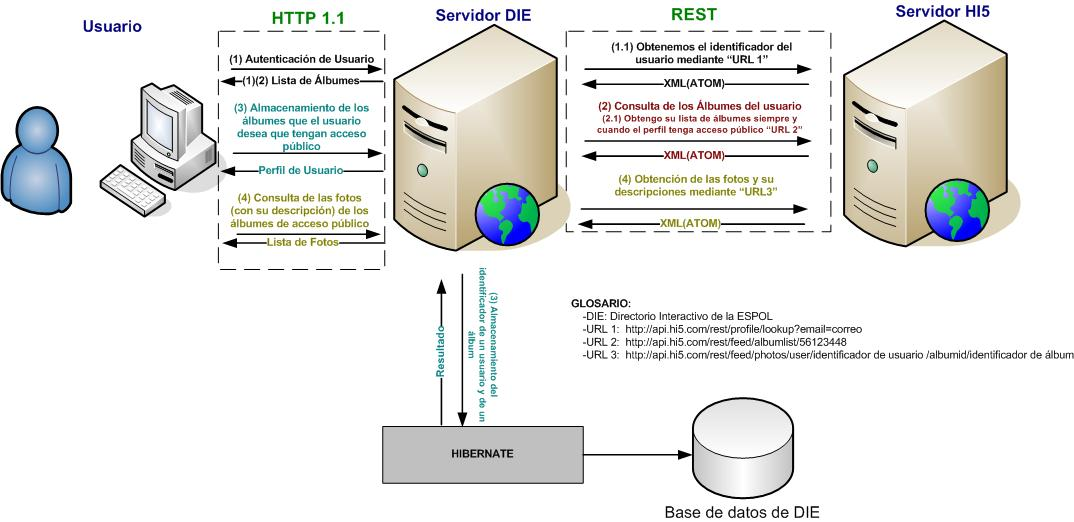 Usuario
HTTP 1.1
Servidor DIE
REST
Servidor HI5
(1) Autenticación de Usuario
(1)(2) Lista de Álbumes
(3) Almacenamiento de los
álbumes que el usuario
desea que tengan acceso
público
Perfil de Usuario
(4) Consulta de las fotos
(con su descripción) de los
álbumes de acceso público
Lista de Fotos
(1.1) Obtenemos el identificador del
usuario mediante “URL 1”
XML(ATOM)
(2) Consulta de los Álbumes del usuario
(2.1) Obtengo su lista de álbumes siempre y
cuando el perfil tenga acceso público “URL 2”
XML(ATOM)
(4) Obtención de las fotos y su
descripciones mediante “URL3”
XML(ATOM)
Resultado
(3) Almacenamiento del
identificador de un usuario y de un
álbum
GLOSARIO:
-DIE: Directorio Interactivo de la ESPOL
-URL 1: http://api.hi5.com/rest/profile/lookup?email=correo
-URL 2: http://api.hi5.com/rest/feed/albumlist/56123448
-URL 3: http://api.hi5.com/rest/feed/photos/user/identificador de usuario /albumid/identificador de álbum
HIBERNATE
Base de datos de DIE